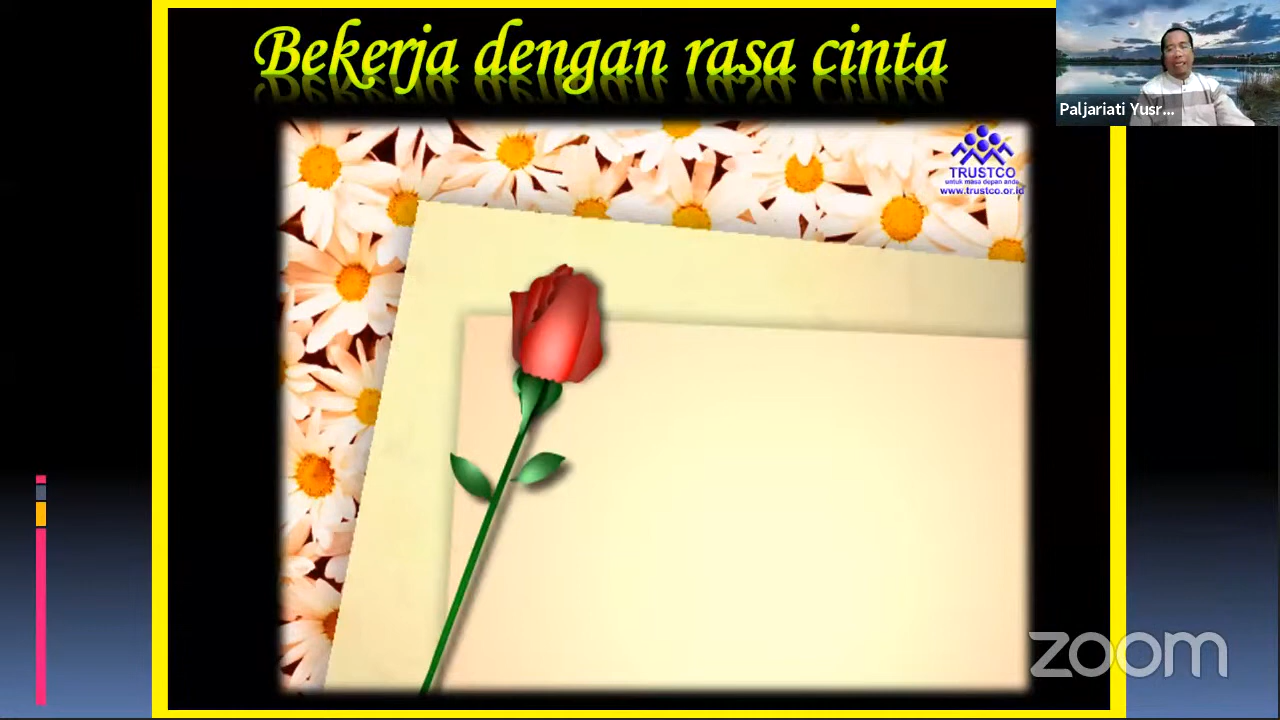 Bekerja dengan rasa cinta
Paljariati Yusr...
TRUSTCO
untuk masa depan anda
www.trustco.or.id
zoom